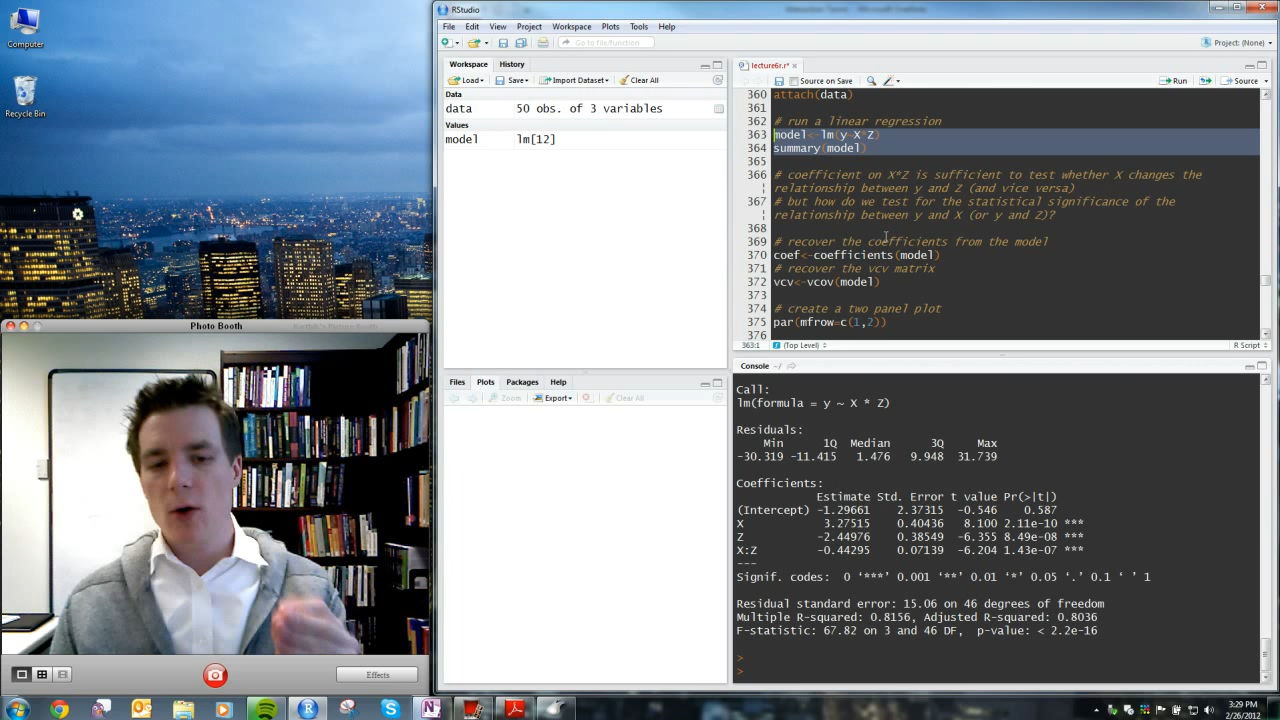 Computer
Recycle Bin
RStudio
File Edit View Project Workspace Plots Tools Help
Go to file/function
Project: (None)
Workspace History
Load Save Import Dataset Clear All
Data
data 50 obs. of 3 variables
Values
model lm[12]
lecture6r.r*
Source on Save
Run Source
360 attach(data)
361
362 # run a linear regression
363 model<-lm(y~X*Z)
364 summary(model)
365
366 # coefficient on X*Z is sufficient to test whether X changes the
relationship between y and Z (and vice versa)
367 # but how do we test for the statistical significance of the
relationship between y and X (or y and Z)?
368
369 # recover the coefficients from the model
370 coef<-coefficients(model)
371 # recover the vcv matrix
372 vcv<-vcov(model)
373
374 # create a two panel plot
375 par(mfrow=c(1,2))
376
363:1 (Top Level) R Script
Files Plots Packages Help
Zoom Export Clear All
Console ~/
Call:
lm(formula = y ~ X * Z)
Residuals:
Min 1Q Median 3Q Max
-30.319 -11.415 1.476 9.948 31.739
Coefficients:
Estimate Std. Error t value Pr(>|t|)
(Intercept) -1.29661 2.37315 -0.546 0.587
X 3.27515 0.40436 8.100 2.11e-10 ***
Z -2.44976 0.38549 -6.355 8.49e-08 ***
X:Z -0.44295 0.07139 -6.204 1.43e-07 ***
---
Signif. codes: 0 ‘***’ 0.001 ‘**’ 0.01 ‘*’ 0.05 ‘.’ 0.1 ‘ ’ 1
Residual standard error: 15.06 on 46 degrees of freedom
Multiple R-squared: 0.8156, Adjusted R-squared: 0.8036
F-statistic: 67.82 on 3 and 46 DF, p-value: < 2.2e-16
>
>
Photo Booth
Effects
3:29 PM
2/26/2012